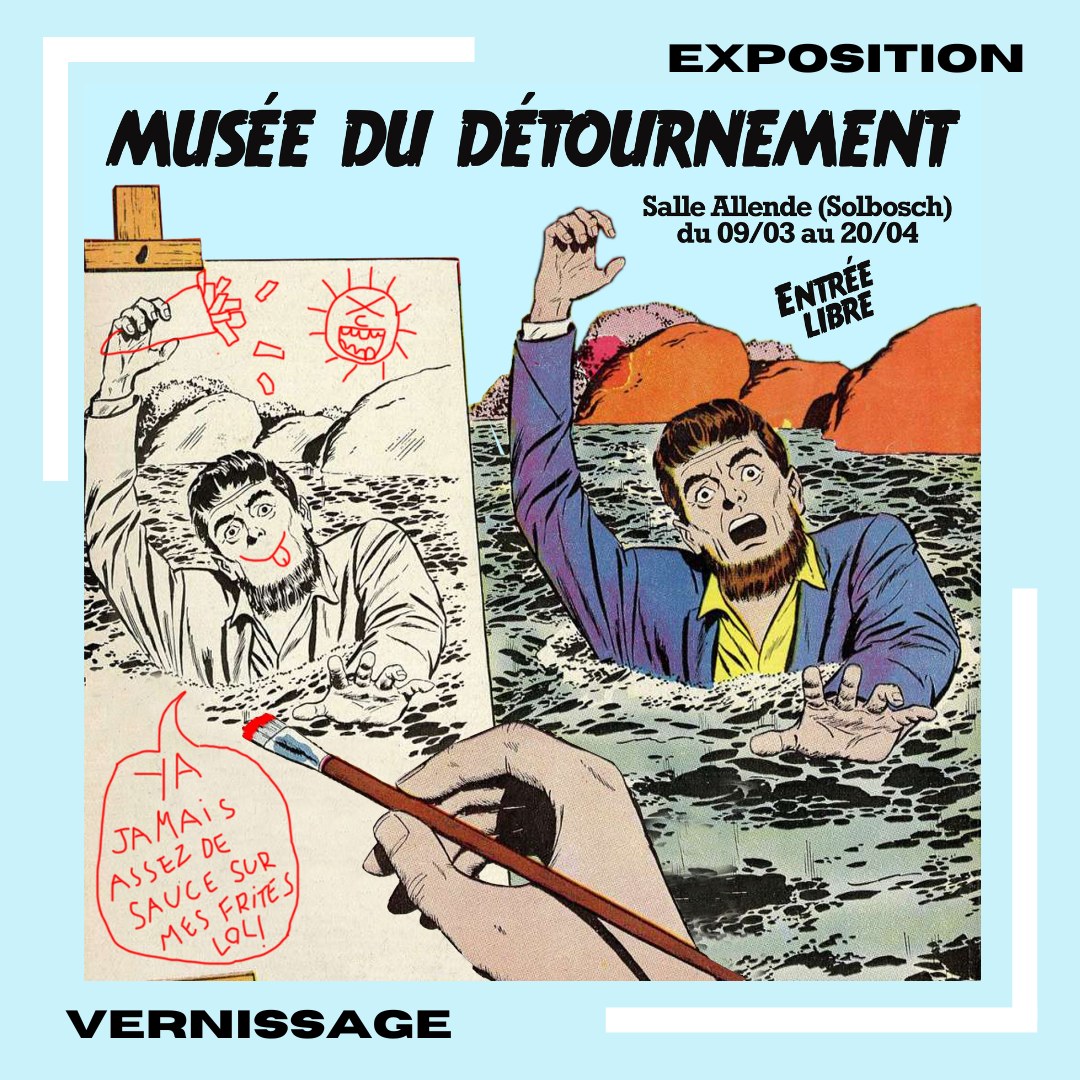 EXPOSITION
MUSÉE DU DÉTOURNEMENT
Salle Allende (Solbosch)
du 09/03 au 20/04
ENTRÉE
LIBRE
YA
JAMAIS
ASSEZ DE
SAUCE SUR
MES FRITES
LOL!
VERNISSAGE